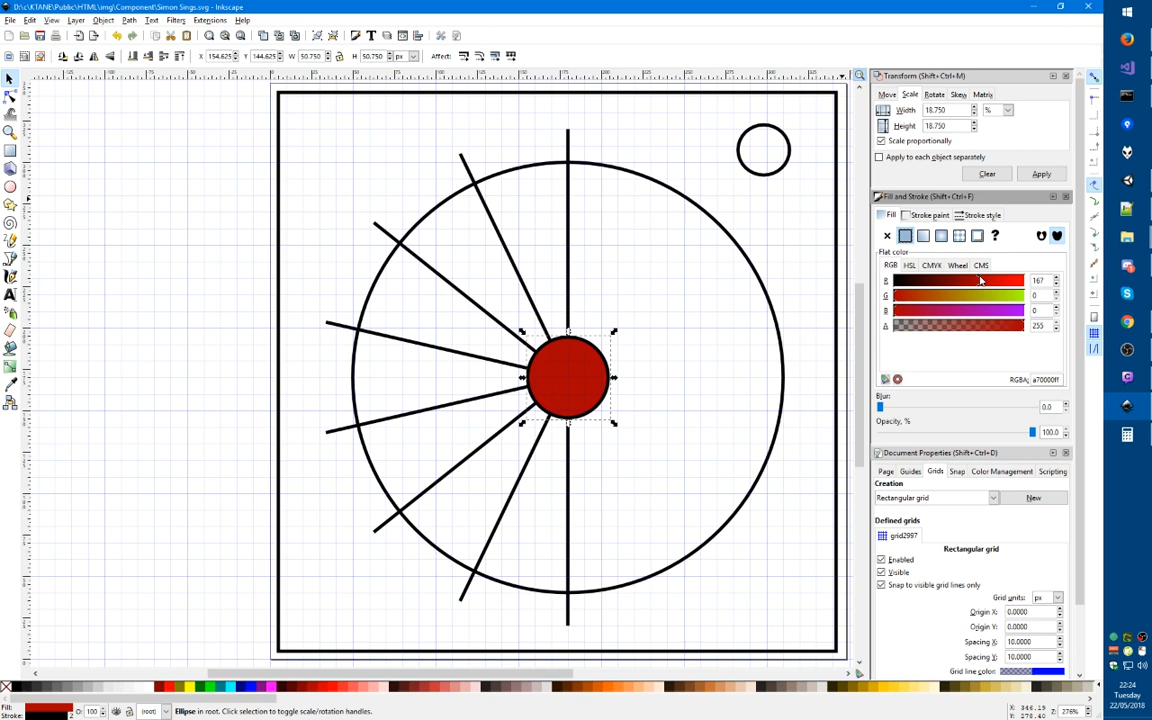 D:\c\KTANE\Public\HTML\img\Component\Simon Sings.svg - Inkscape
File Edit View Layer Object Path Text Filters Extensions Help
X 154.625 Y 144.625 W 50.750 H 50.750 px Affect:
Transform (Shift+Ctrl+M)
Move Scale Rotate Skew Matrix
Width 18.750 %
Height 18.750
Scale proportionally
Apply to each object separately
Clear Apply
Fill and Stroke (Shift+Ctrl+F)
Fill Stroke paint Stroke style
?
Flat color
RGB HSL CMYK Wheel CMS
R 167
G 0
B 0
A 255
RGBA: a70000ff
Blur:
0.0
Opacity, %
100.0
Document Properties (Shift+Ctrl+D)
Page Guides Grids Snap Color Management Scripting
Creation
Rectangular grid New
Defined grids
grid2997
Rectangular grid
Enabled
Visible
Snap to visible grid lines only
Grid units: px
Origin X: 0.0000
Origin Y: 0.0000
Spacing X: 10.0000
Spacing Y: 10.0000
Grid line color:
Fill:
Stroke: 2
O: 100
(root)
Ellipse in root. Click selection to toggle scale/rotation handles.
X: 346.19
Y: 278.40
Z: 276%
22:24
Tuesday
22/05/2018